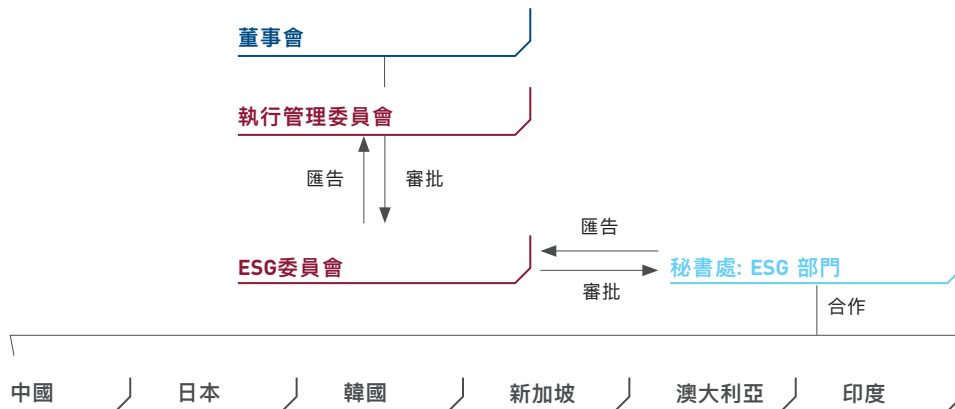 董事會
執行管理委員會
匯告
審批
匯告
ESG委員會
秘書處: ESG 部門
審批
合作
中國
日本
韓國
新加坡
澳大利亞
印度